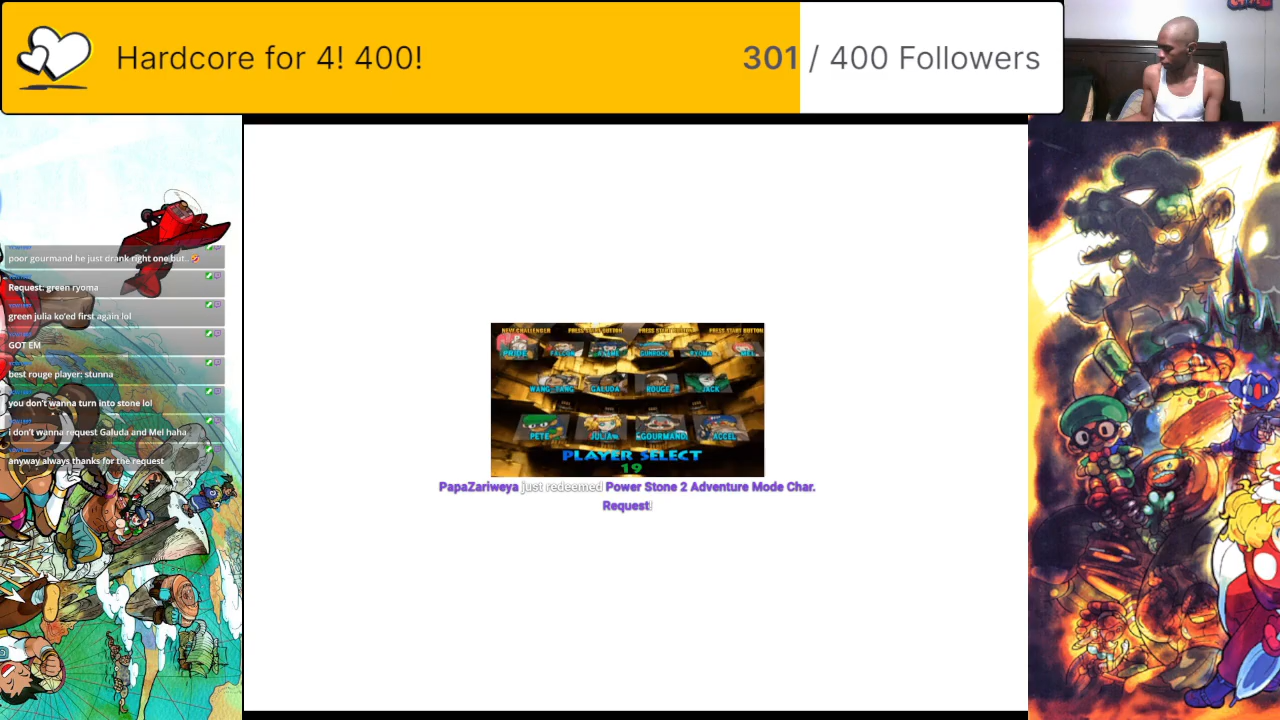 Hardcore for 4! 400!
301 / 400 Followers
poor gourmand he just drank right one but..
Request: green ryoma
green julia ko'ed first again lol
GOT EM
best rouge player: stunna
you don't wanna turn into stone lol
i don't wanna request Galuda and Mel haha
anyway always thanks for the request
NEW CHALLENGER PRESS START BUTTON PRESS START BUTTON PRESS START BUTTON
PRIDE FALCON AYAME GUNROCK RYOMA MEL
WANG-TANG GALUDA ROUGE JACK
PETE JULIA GOURMAND ACCEL
PLAYER SELECT
19
PapaZariweya just redeemed Power Stone 2 Adventure Mode Char.
Request!